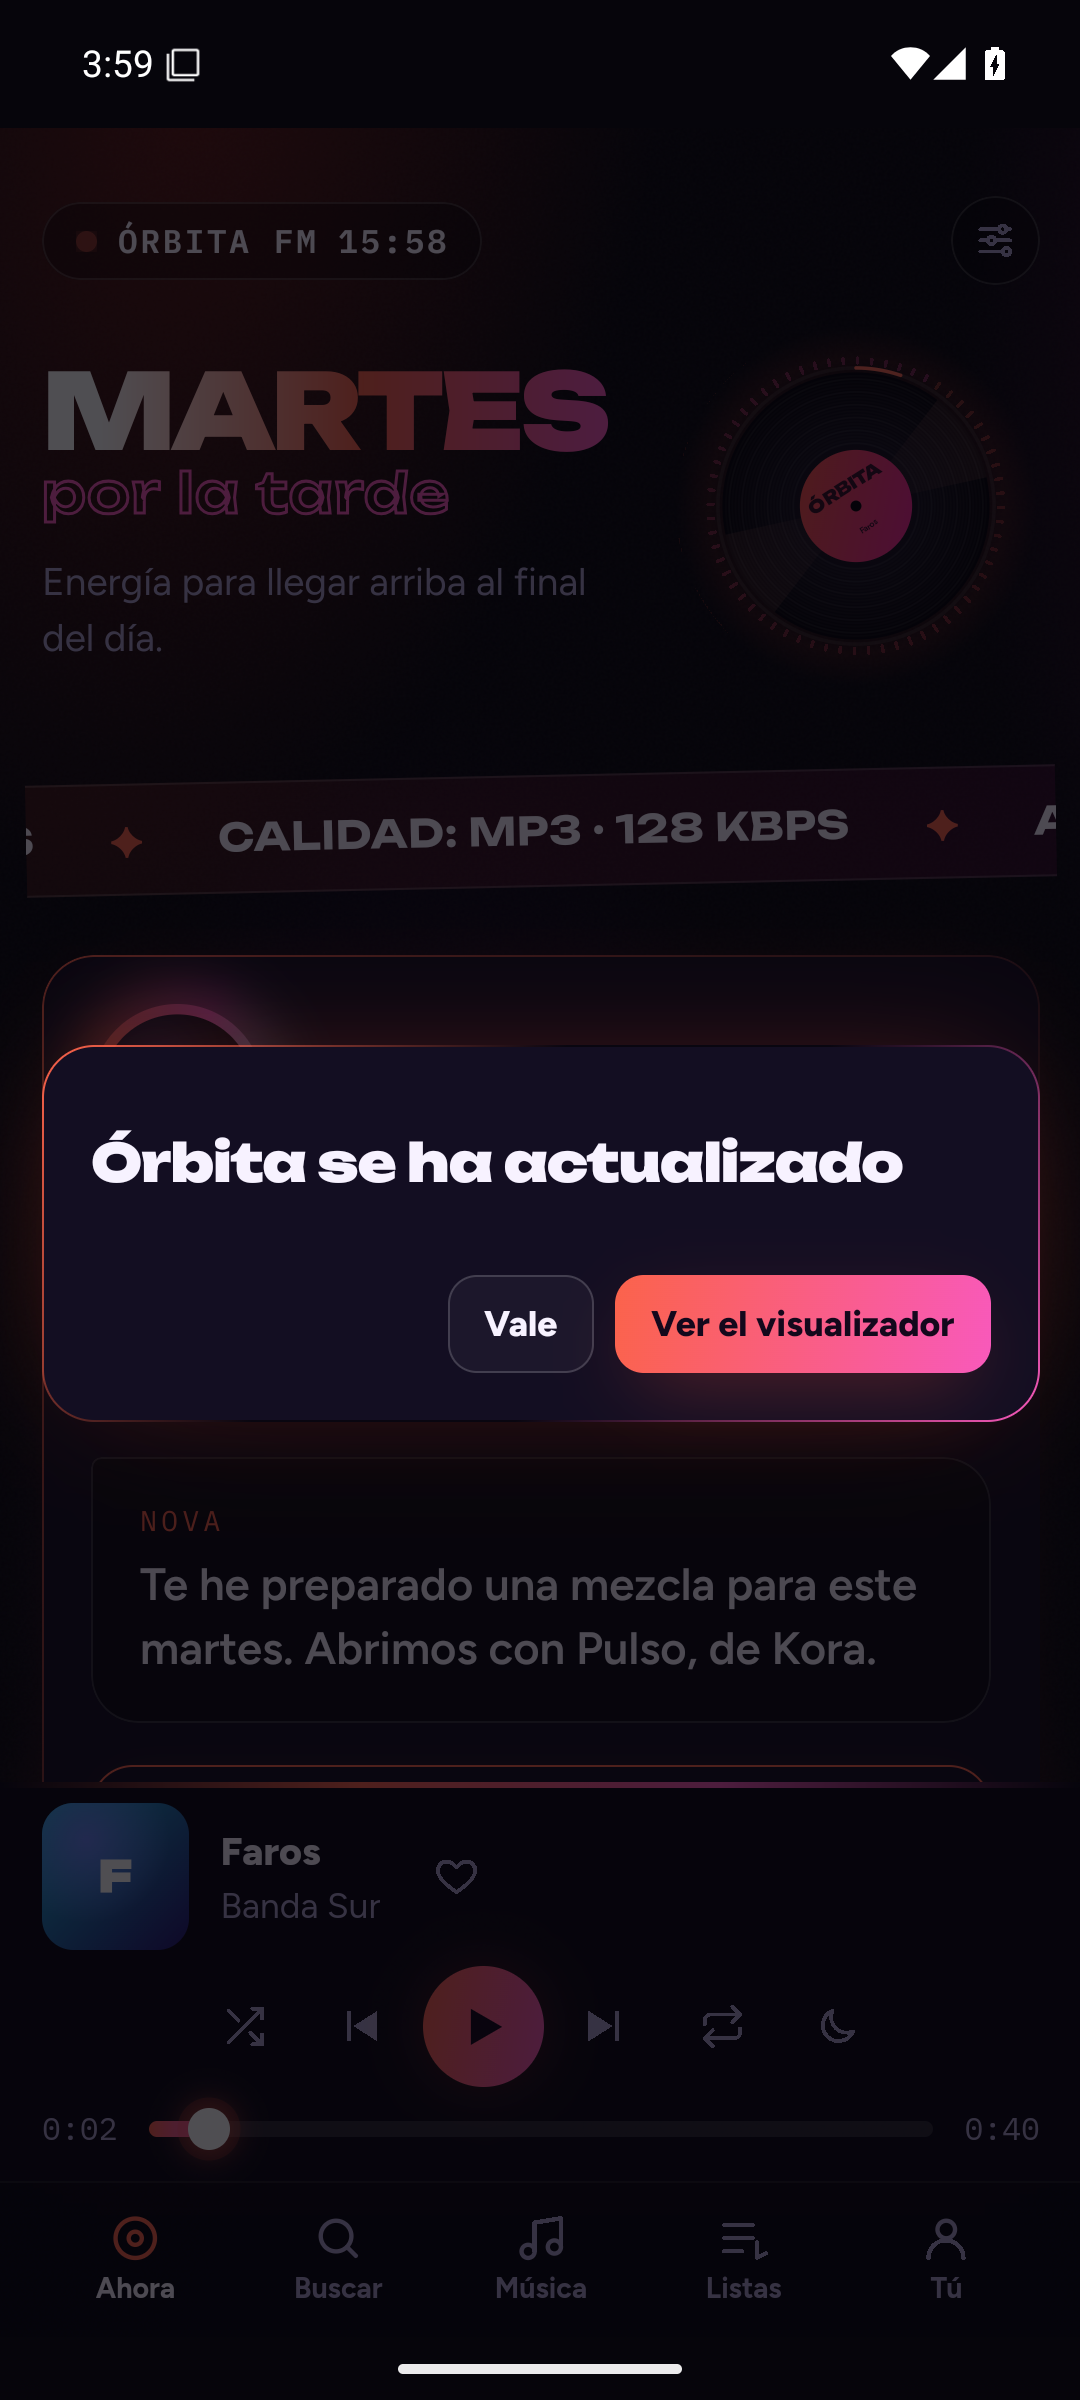 3:59
ÓRBITA FM 15:58
MARTES
por la tarde
Energía para llegar arriba al final
del día.
ÓRBITA
Faros
S ✦ CALIDAD: MP3 · 128 KBPS ✦ A
Órbita se ha actualizado
Vale
Ver el visualizador
NOVA
Te he preparado una mezcla para este
martes. Abrimos con Pulso, de Kora.
F
Faros
Banda Sur
0:02
0:40
Ahora
Buscar
Música
Listas
Tú